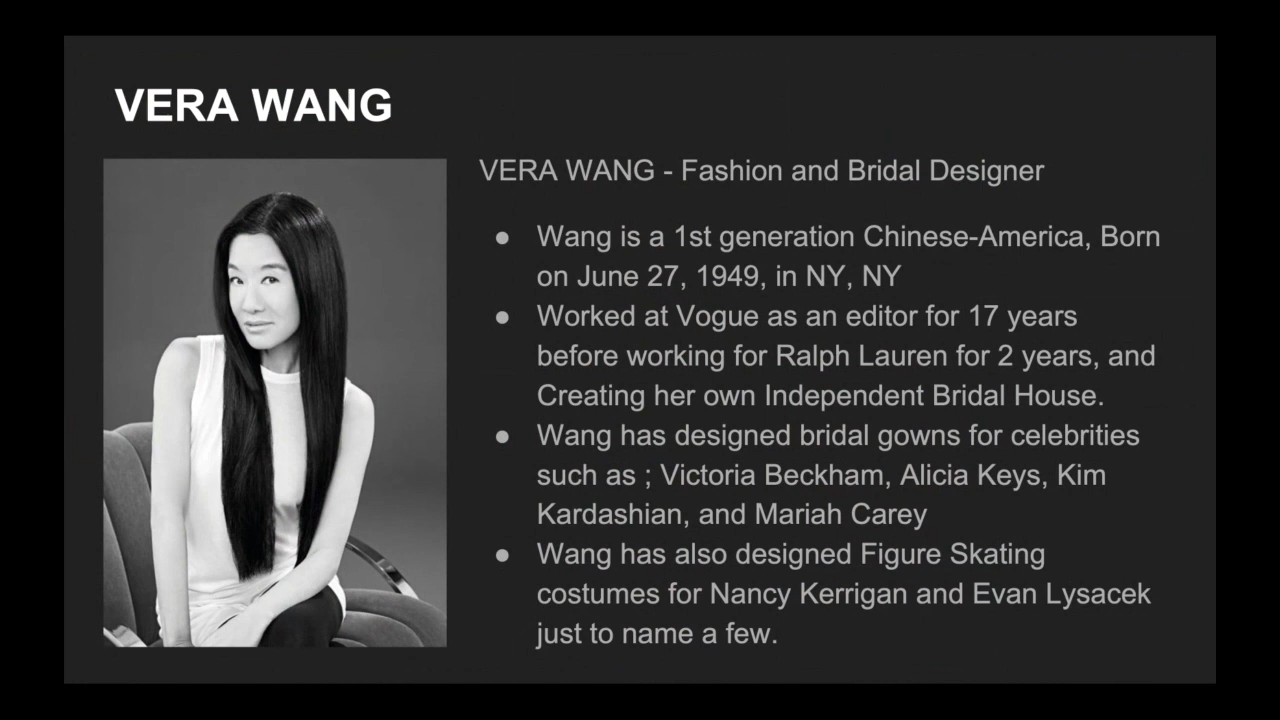 VERA WANG
VERA WANG - Fashion and Bridal Designer
● Wang is a 1st generation Chinese-America, Born
on June 27, 1949, in NY, NY
● Worked at Vogue as an editor for 17 years
before working for Ralph Lauren for 2 years, and
Creating her own Independent Bridal House.
● Wang has designed bridal gowns for celebrities
such as ; Victoria Beckham, Alicia Keys, Kim
Kardashian, and Mariah Carey
● Wang has also designed Figure Skating
costumes for Nancy Kerrigan and Evan Lysacek
just to name a few.